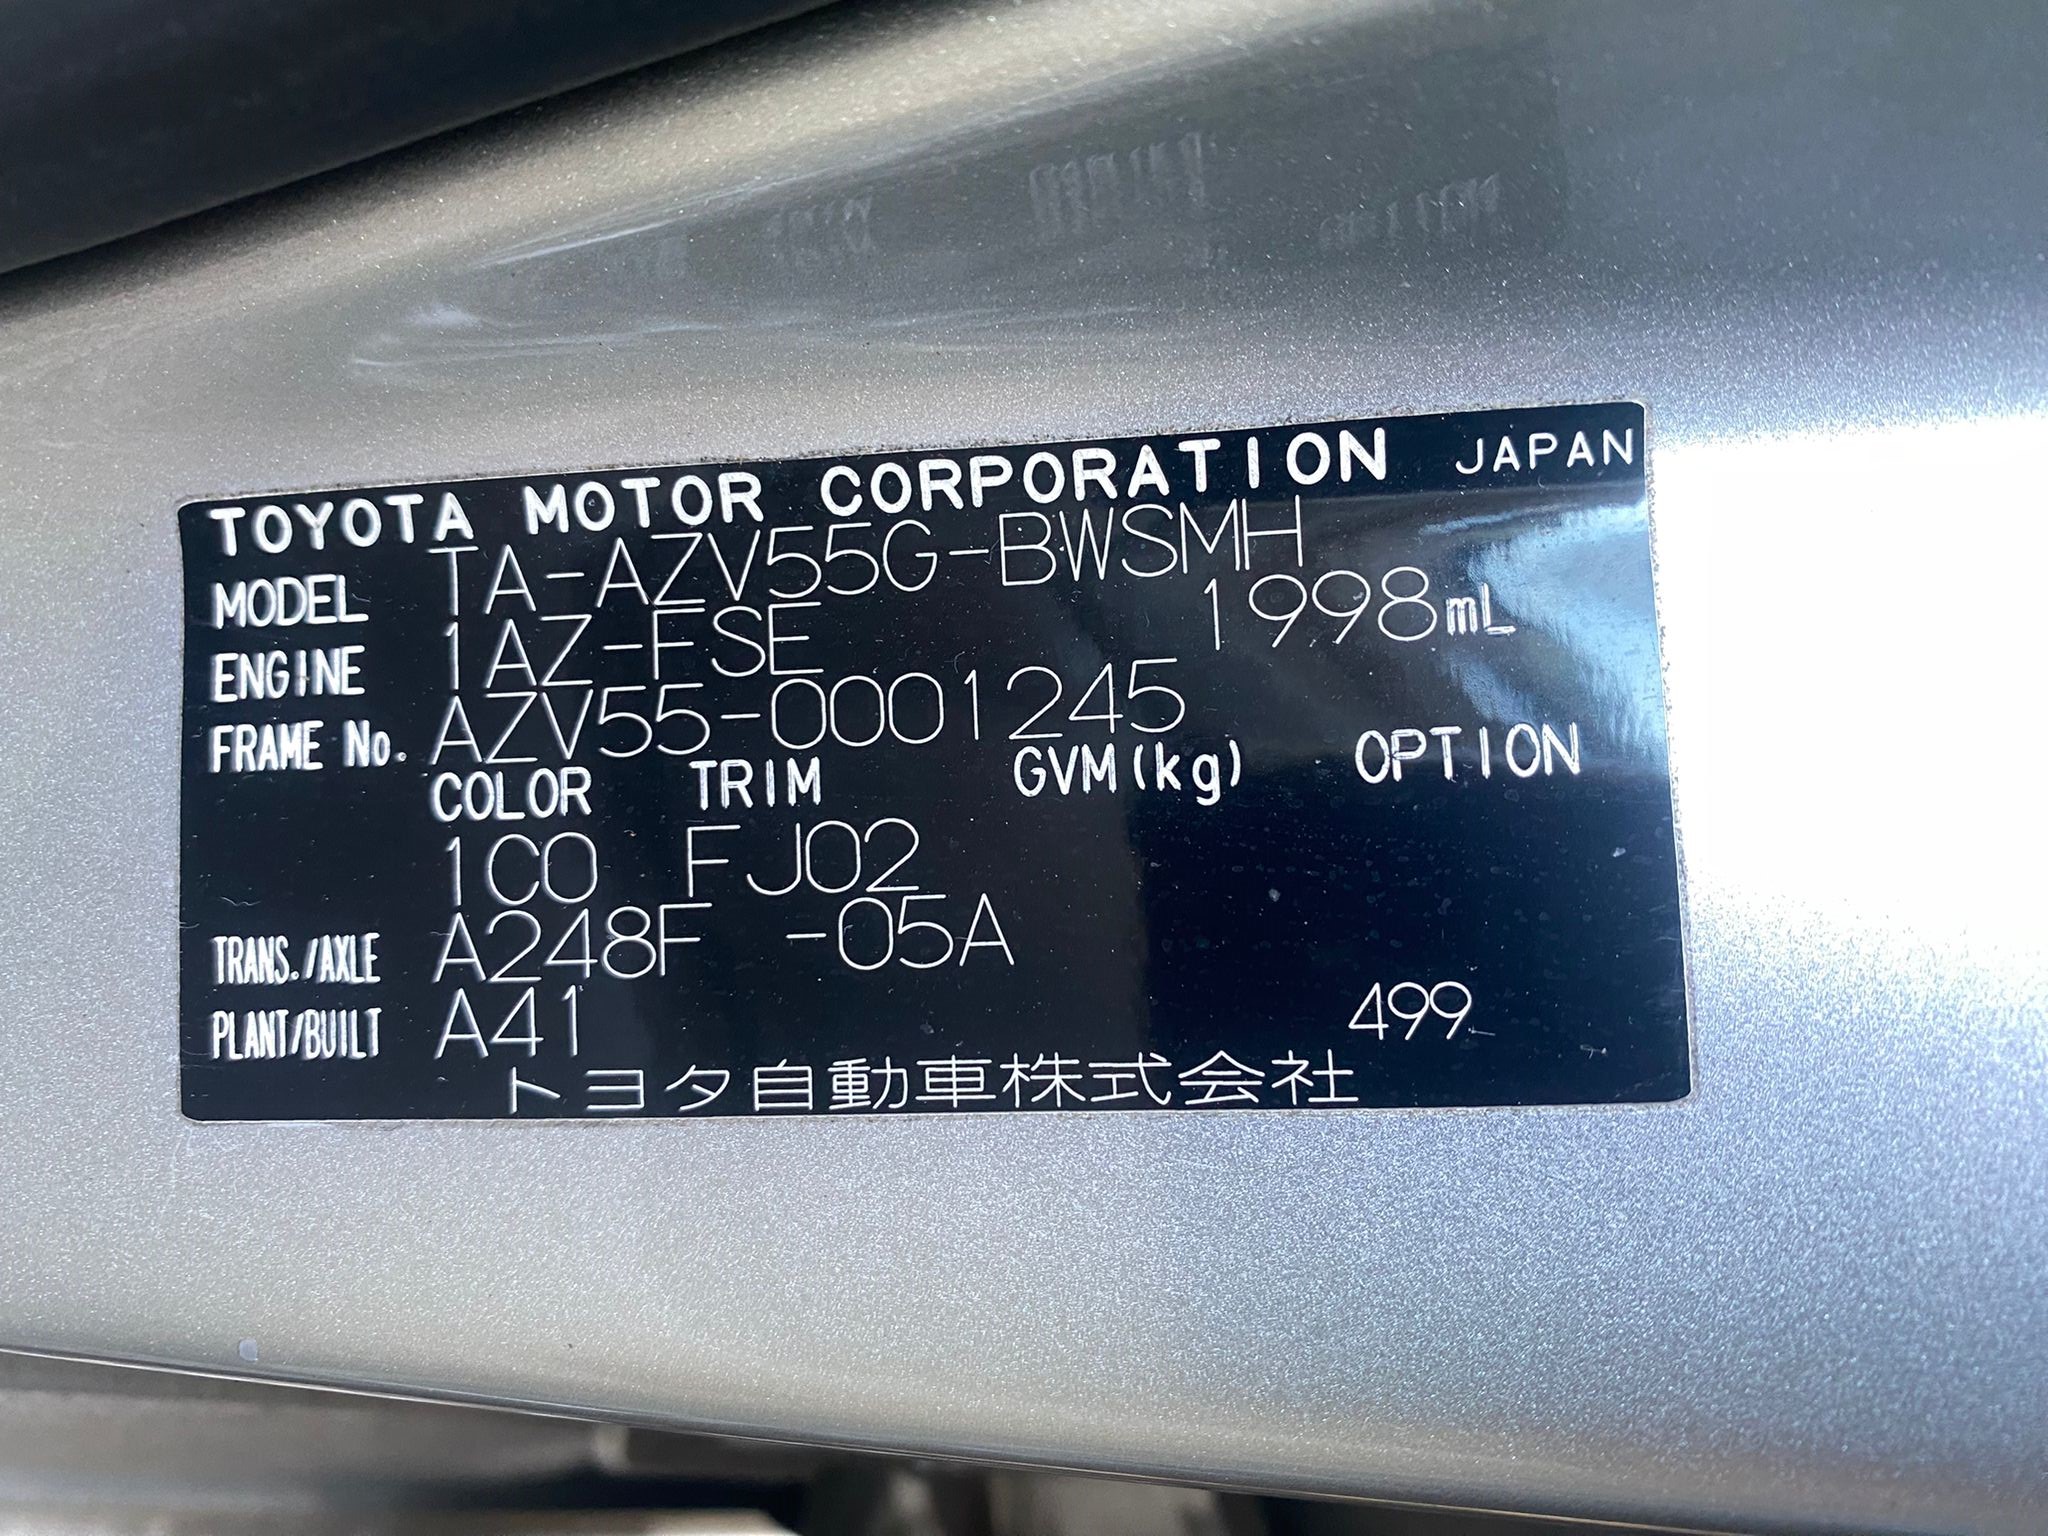 TOYOTA MOTOR CORPORATION JAPAN
MODEL TA-AZV55G-BWSMH
ENGINE 1AZ-FSE 1998mL
FRAME No. AZV55-0001245
COLOR TRIM GVM(kg) OPTION
1C0 FJ02
TRANS./AXLE A248F -05A
PLANT/BUILT A41 499
トヨタ自動車株式会社